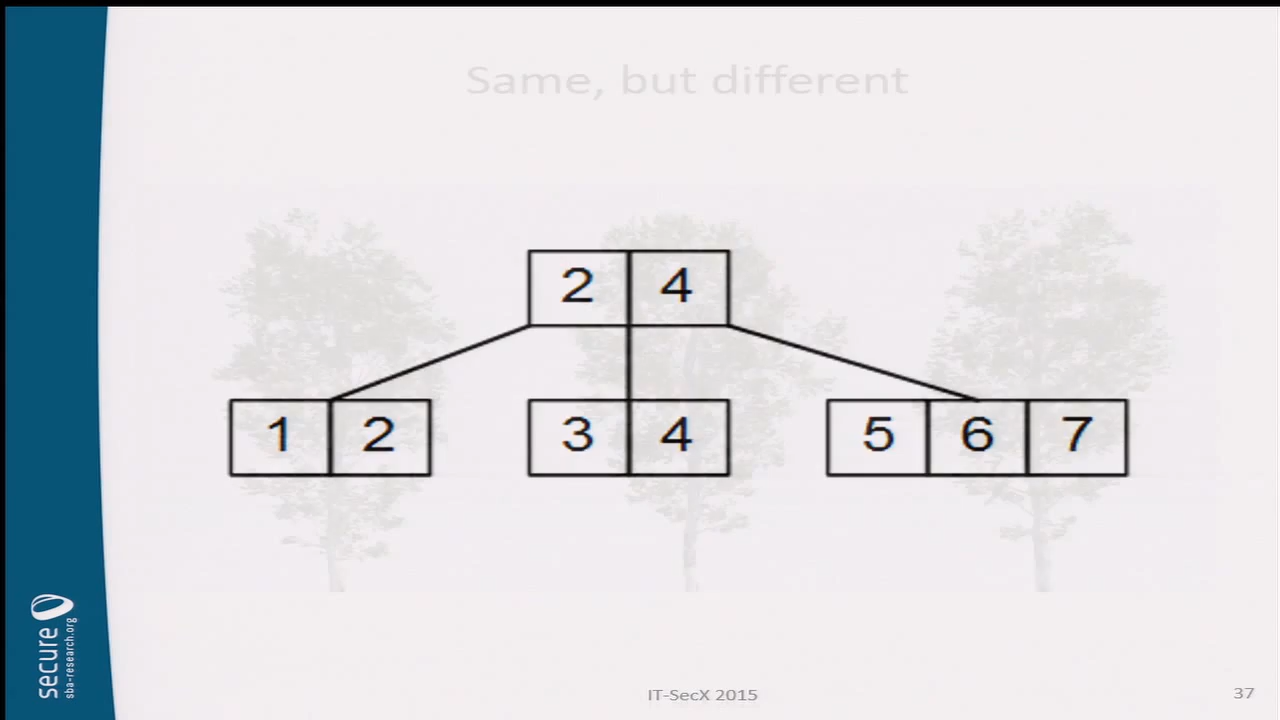 Same, but different
2 4
1 2 3 4 5 6 7
secure
sba-research.org
IT-SecX 2015
37